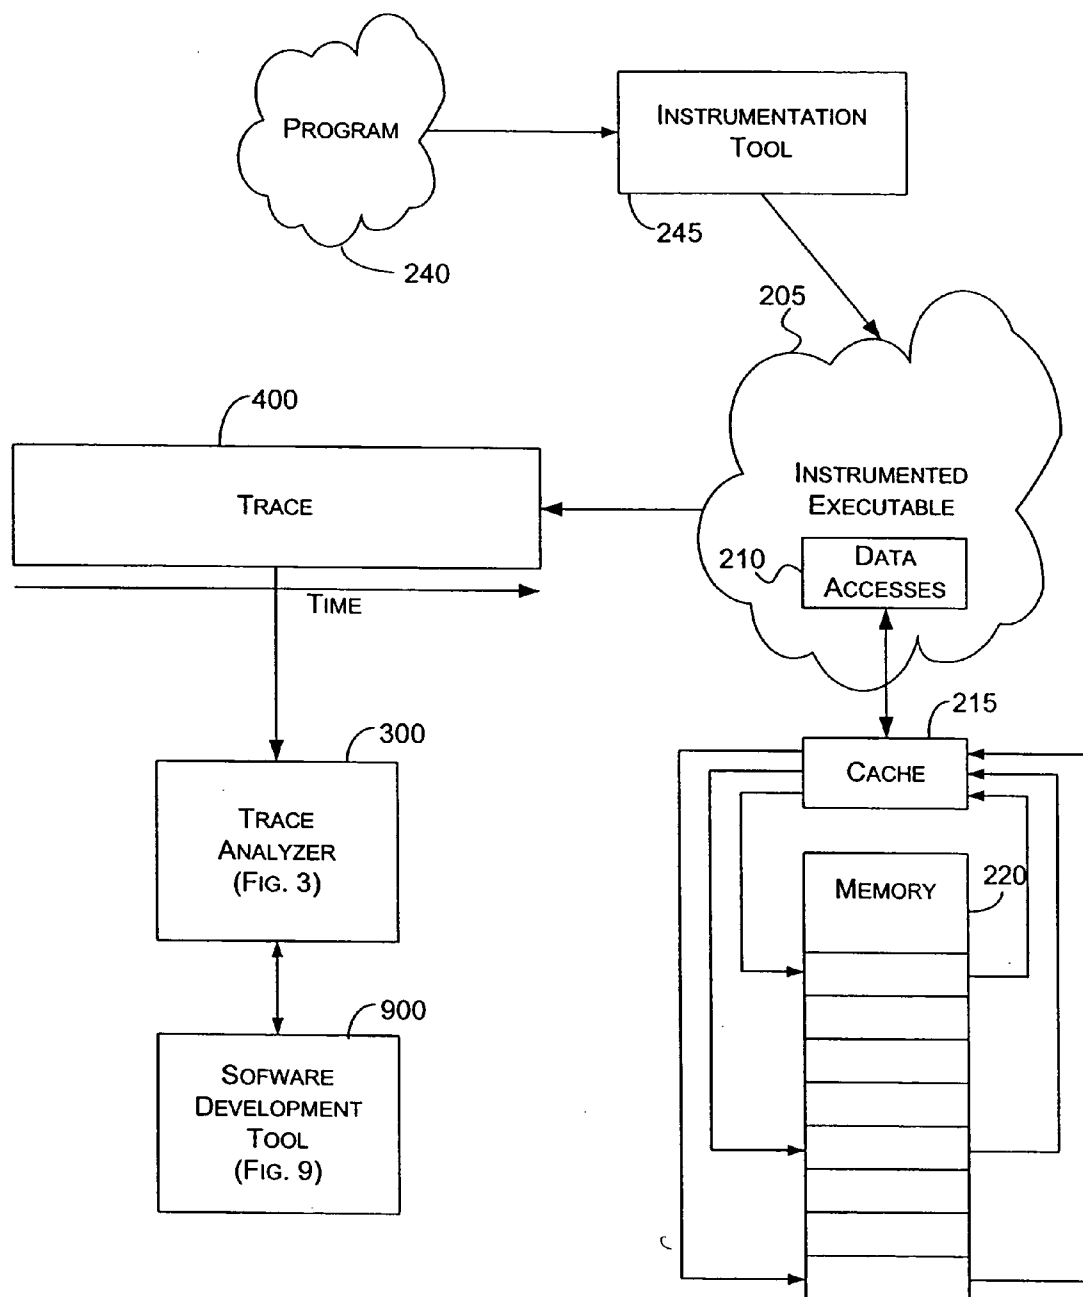 PROGRAM
INSTRUMENTATION
TOOL
245
240
205
400
TRACE
INSTRUMENTED
EXECUTABLE
210
DATA
ACCESSES
TIME
215
300
CACHE
TRACE
ANALYZER
(FIG. 3)
MEMORY
220
900
SOFWARE
DEVELOPMENT
TOOL
(FIG. 9)